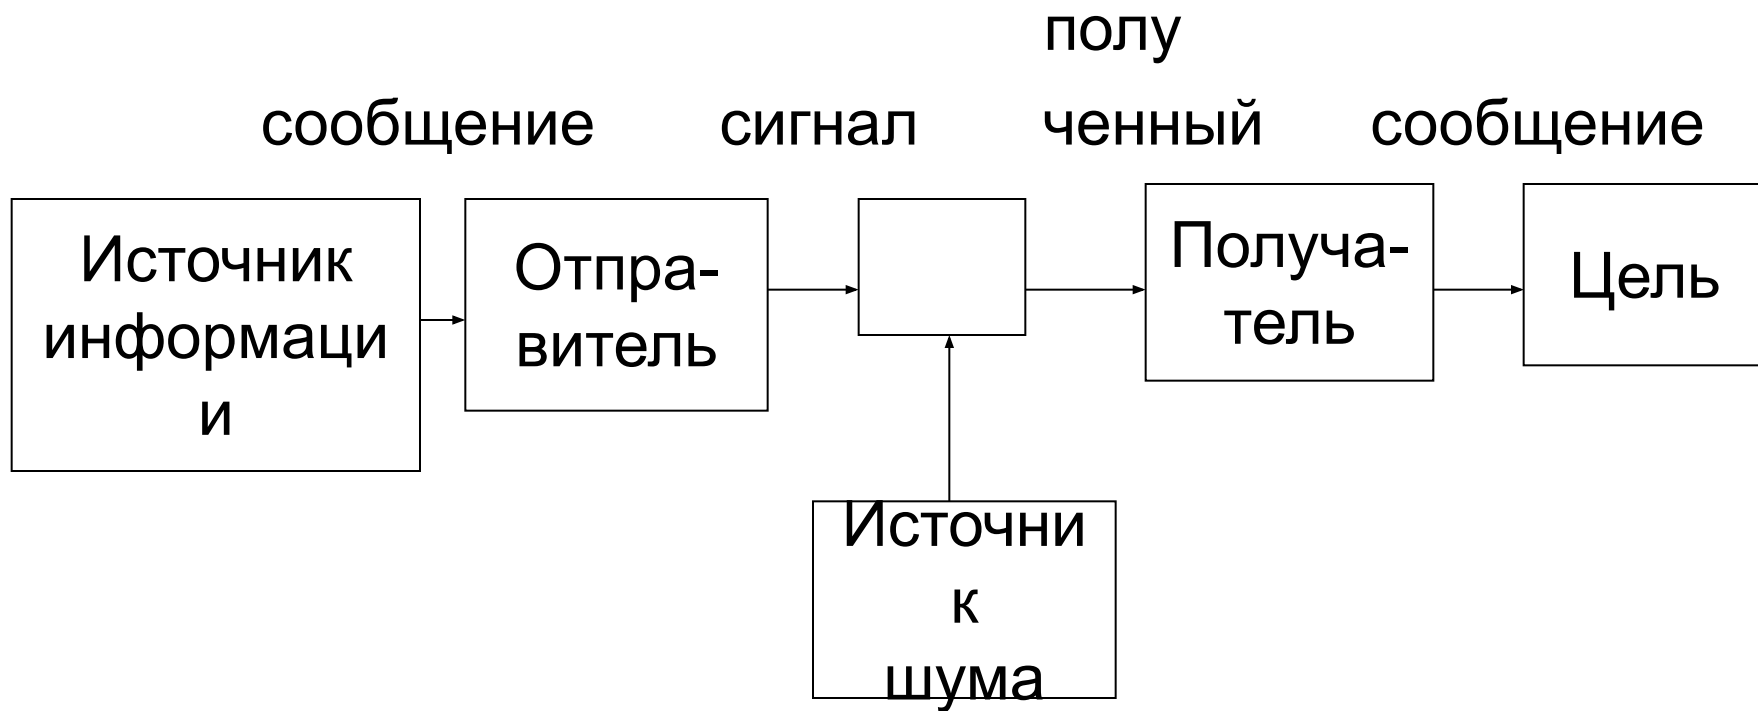 полу
сообщение сигнал ченный сообщение
Источник
информаци
и
Отпра-
витель
Получа-
тель
Цель
Источни
к
шума